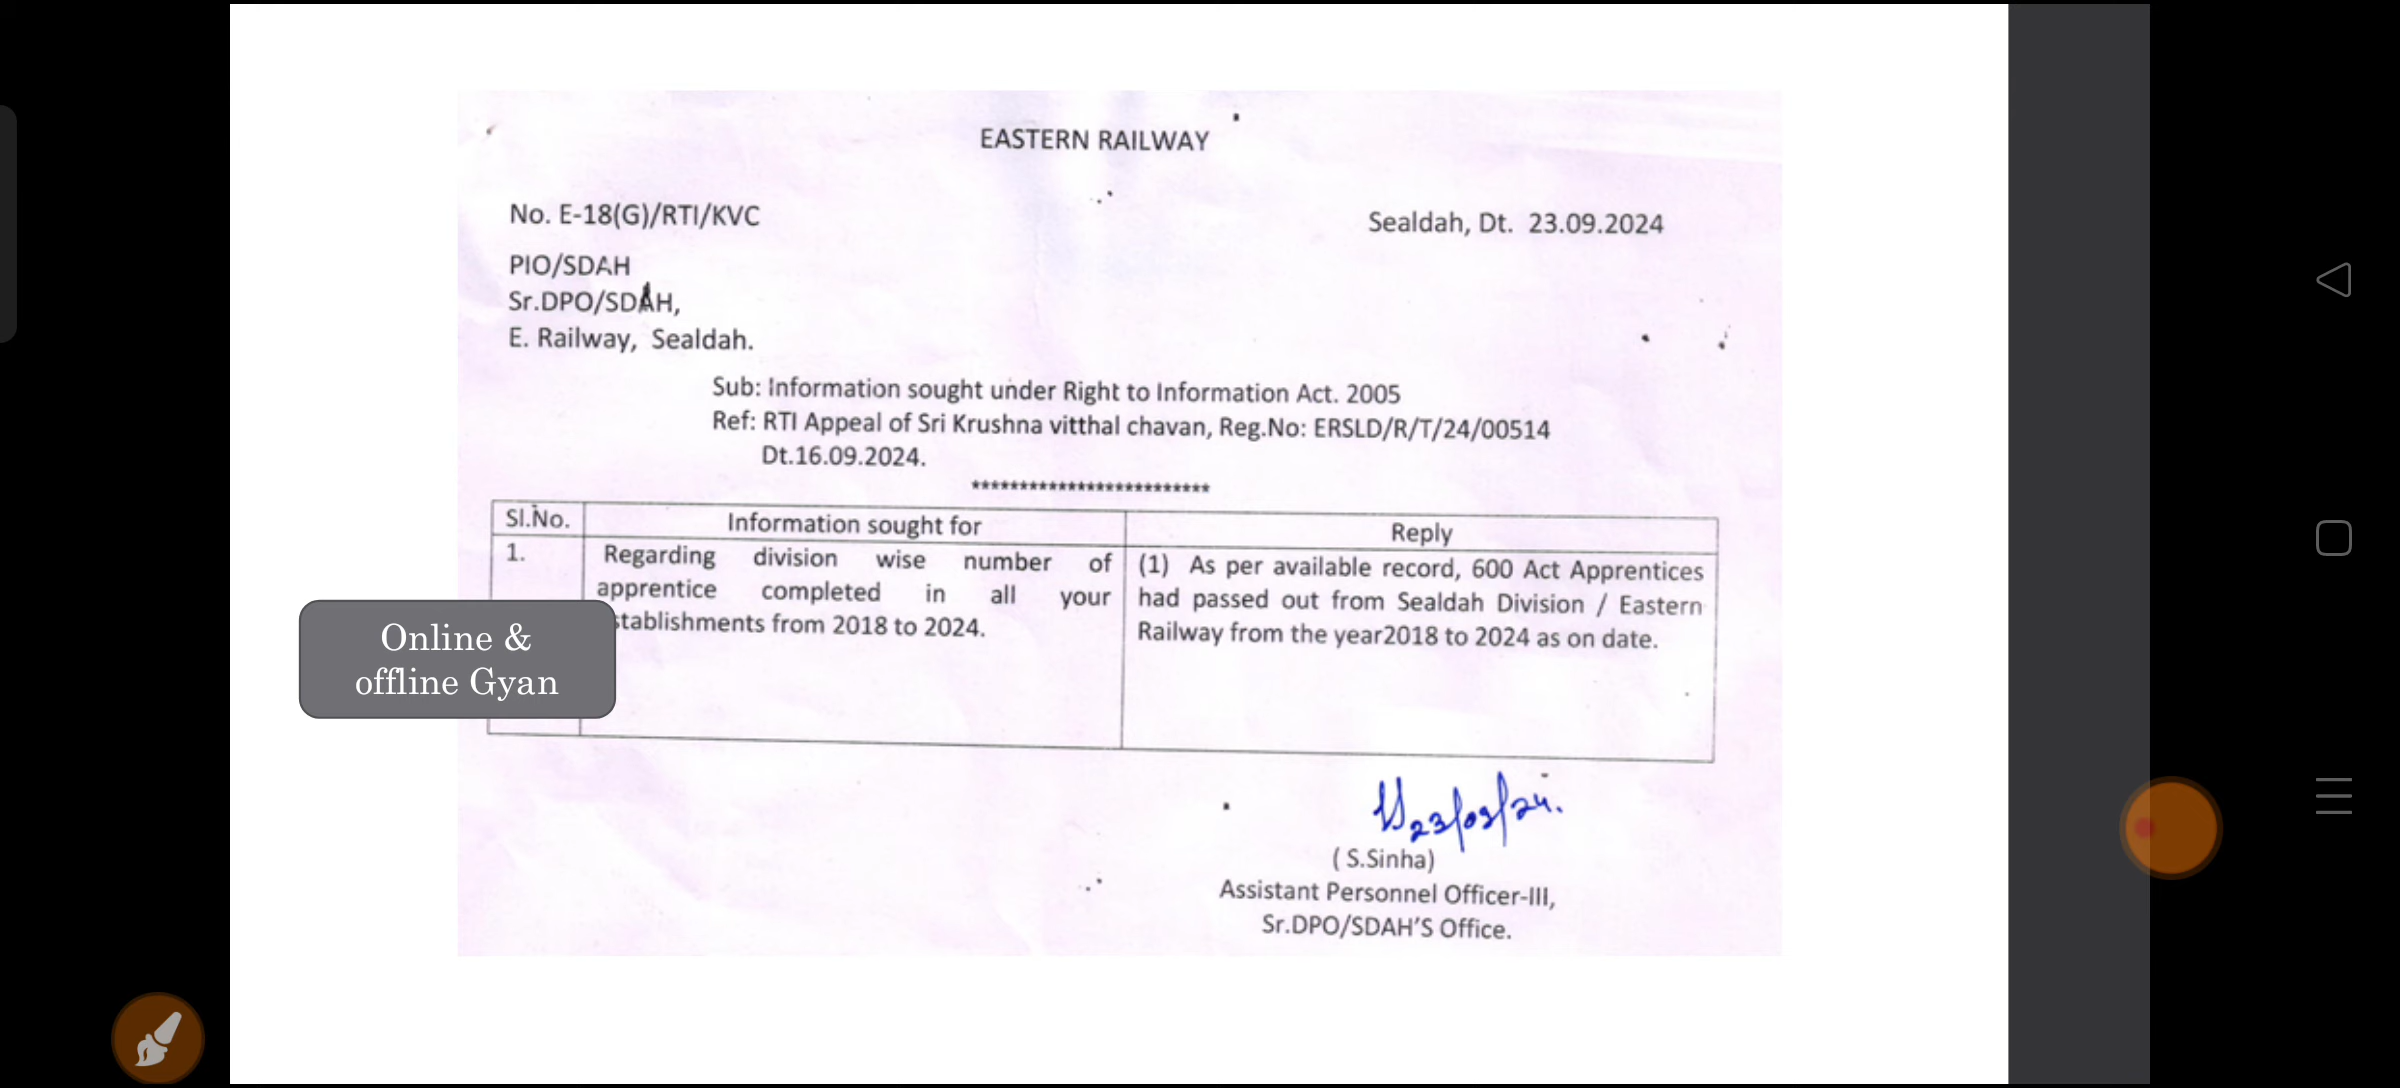 EASTERN RAILWAY
No. E-18(G)/RTI/KVC
Sealdah, Dt. 23.09.2024
PIO/SDAH
Sr.DPO/SDAH,
E. Railway, Sealdah.
Sub: Information sought under Right to Information Act. 2005
Ref: RTI Appeal of Sri Krushna vitthal chavan, Reg.No: ERSLD/R/T/24/00514
Dt.16.09.2024.
**************************
Sl.No.
Information sought for
Reply
1.
Regarding division wise number of
apprentice completed in all your
stablishments from 2018 to 2024.
(1) As per available record, 600 Act Apprentices
had passed out from Sealdah Division / Eastern
Railway from the year2018 to 2024 as on date.
Online &
offline Gyan
23/09/24.
( S.Sinha)
Assistant Personnel Officer-III,
Sr.DPO/SDAH'S Office.